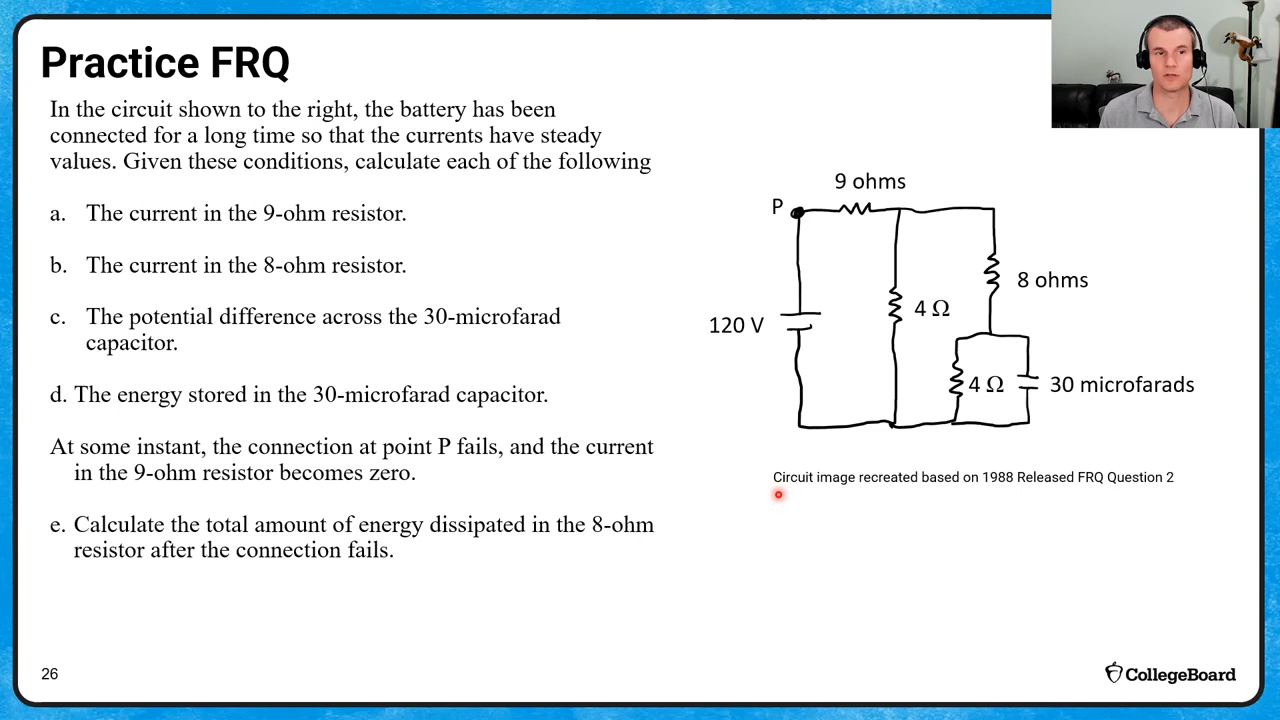 Practice FRQ
In the circuit shown to the right, the battery has been
connected for a long time so that the currents have steady
values. Given these conditions, calculate each of the following
a. The current in the 9-ohm resistor.
b. The current in the 8-ohm resistor.
c. The potential difference across the 30-microfarad
capacitor.
d. The energy stored in the 30-microfarad capacitor.
At some instant, the connection at point P fails, and the current
in the 9-ohm resistor becomes zero.
e. Calculate the total amount of energy dissipated in the 8-ohm
resistor after the connection fails.
9 ohms
P
8 ohms
4 Ω
120 V
4 Ω
30 microfarads
Circuit image recreated based on 1988 Released FRQ Question 2
26
CollegeBoard